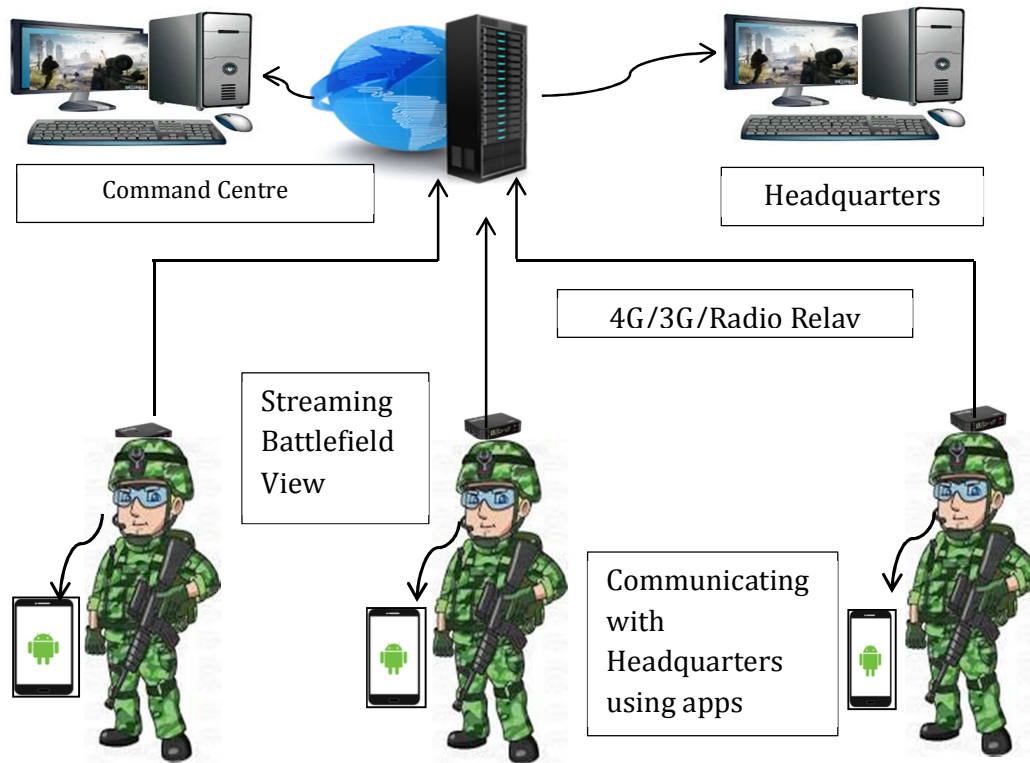 Command Centre
Headquarters
4G/3G/Radio Relav
Streaming
Battlefield
View
Communicating
with
Headquarters
using apps